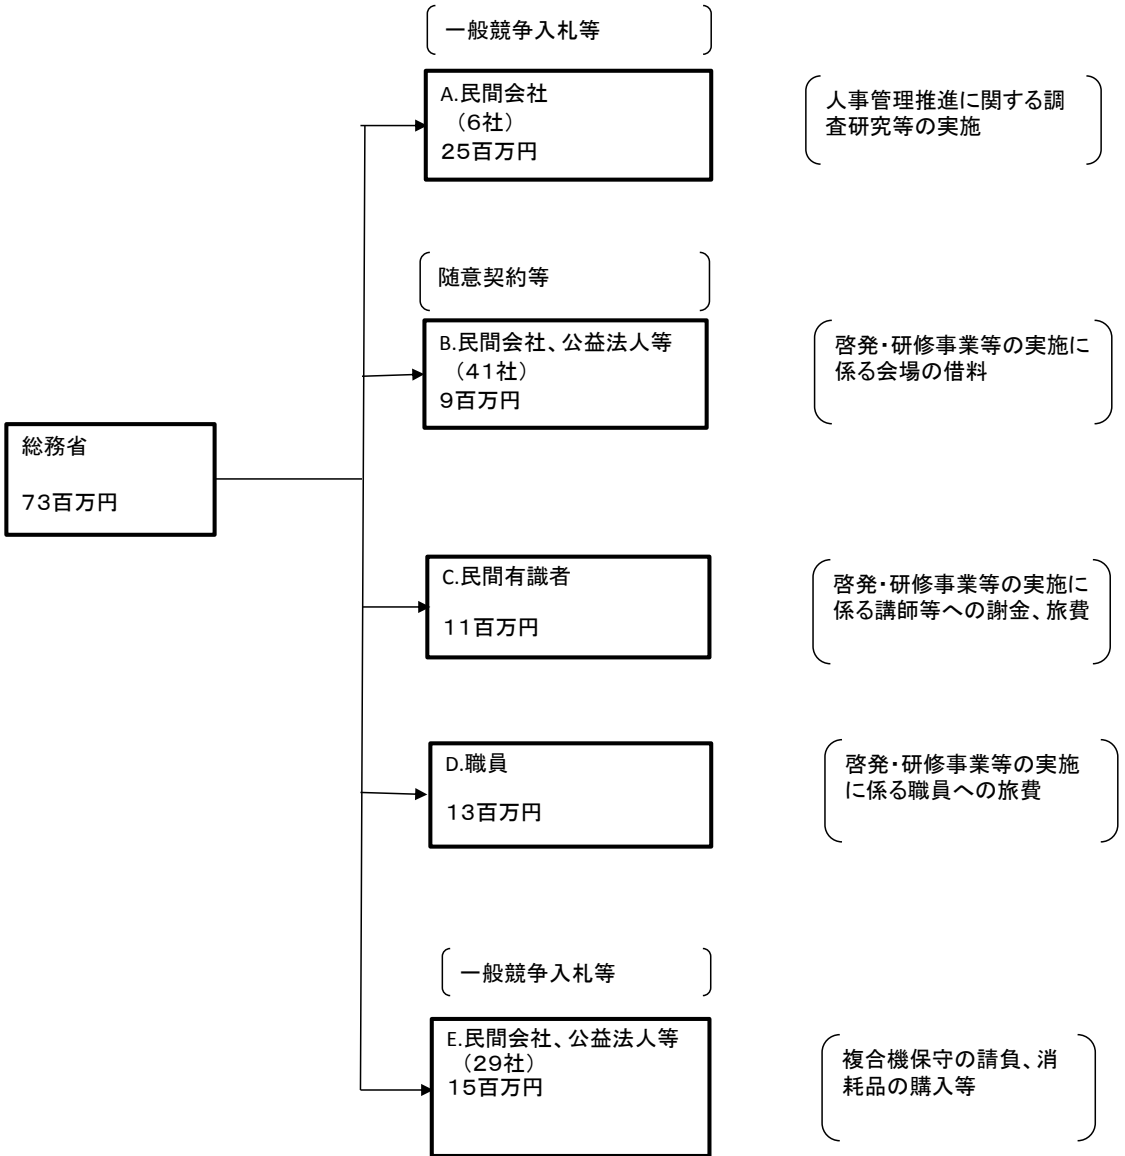 一般競争入札等
A.民間会社
（6社）
25百万円
人事管理推進に関する調
査研究等の実施
随意契約等
B.民間会社、公益法人等
（41社）
9百万円
啓発・研修事業等の実施に
係る会場の借料
総務省
73百万円
C.民間有識者
11百万円
啓発・研修事業等の実施に
係る講師等への謝金、旅費
D.職員
13百万円
啓発・研修事業等の実施
に係る職員への旅費
一般競争入札等
E.民間会社、公益法人等
（29社）
15百万円
複合機保守の請負、消
耗品の購入等